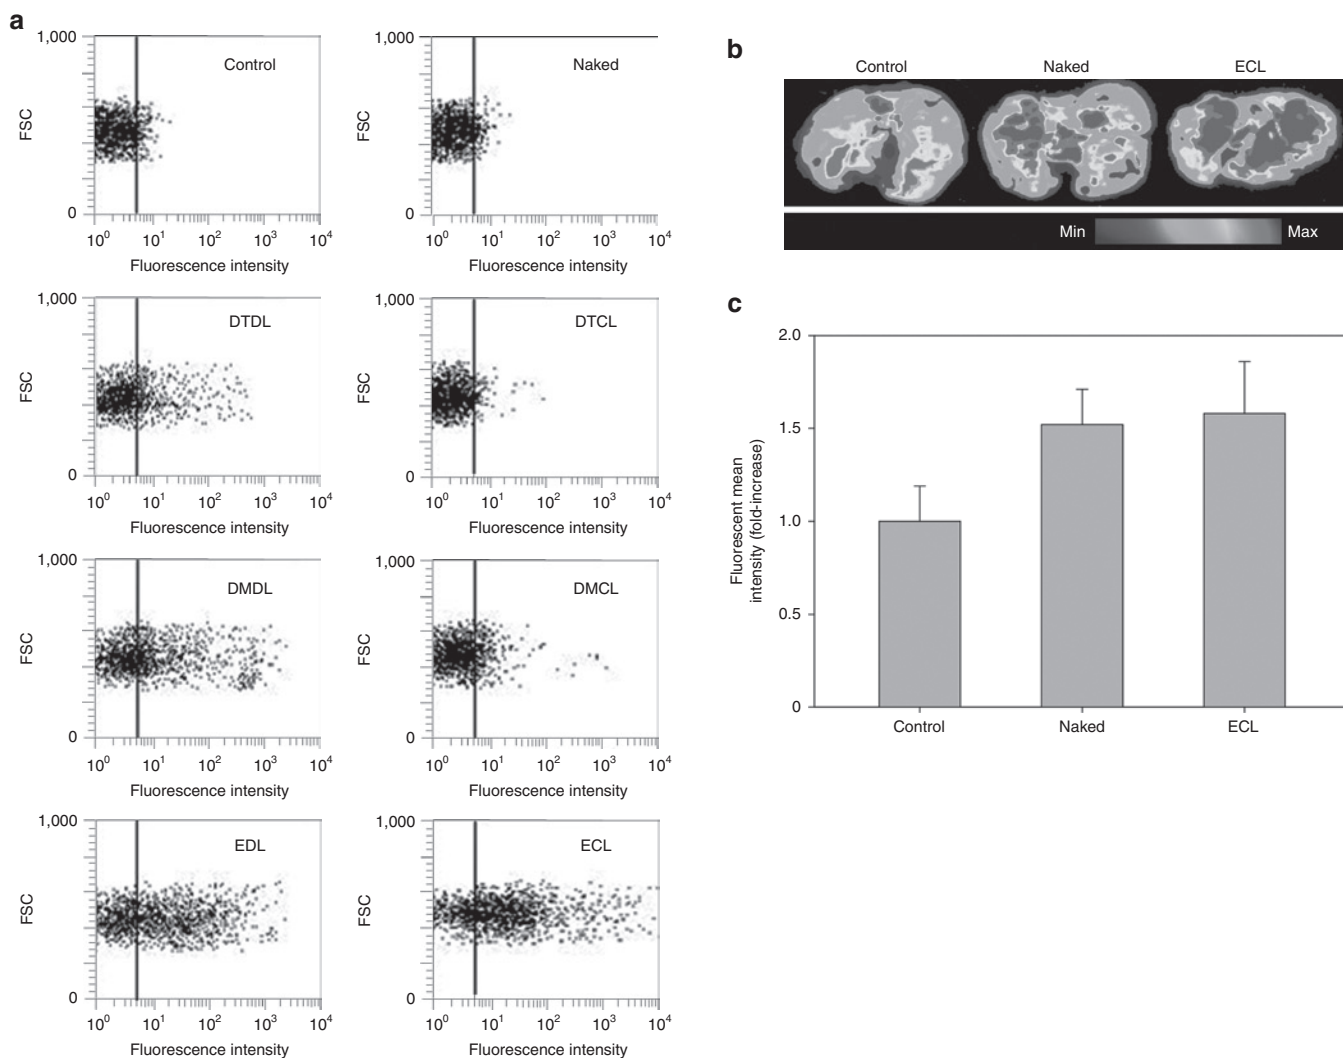 a
1,000
FSC
0
Control
10^0 10^1 10^2 10^3 10^4
Fluorescence intensity
1,000
FSC
0
Naked
10^0 10^1 10^2 10^3 10^4
Fluorescence intensity
1,000
FSC
0
DTDL
10^0 10^1 10^2 10^3 10^4
Fluorescence intensity
1,000
FSC
0
DTCL
10^0 10^1 10^2 10^3 10^4
Fluorescence intensity
1,000
FSC
0
DMDL
10^0 10^1 10^2 10^3 10^4
Fluorescence intensity
1,000
FSC
0
DMCL
10^0 10^1 10^2 10^3 10^4
Fluorescence intensity
1,000
FSC
0
EDL
10^0 10^1 10^2 10^3 10^4
Fluorescence intensity
1,000
FSC
0
ECL
10^0 10^1 10^2 10^3 10^4
Fluorescence intensity
b
Control Naked ECL
Min Max
c
Fluorescent mean
intensity (fold-increase)
2.0
1.5
1.0
0.5
0
Control Naked ECL